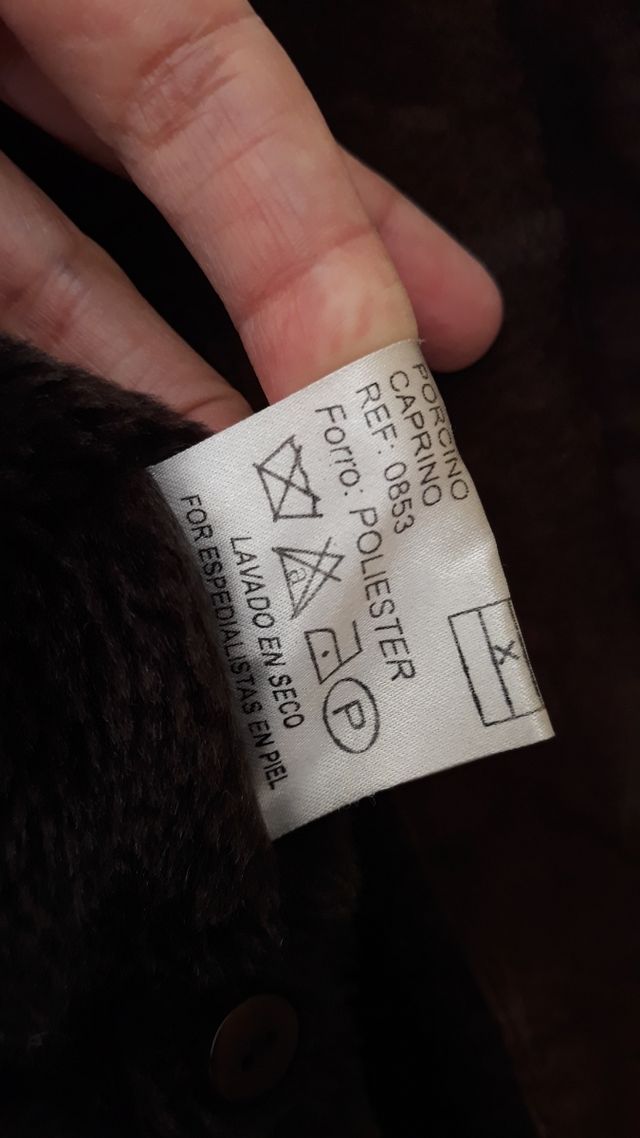 PORCINO X
CAPRINO
REF: 0853
Forro: POLIESTER
a P
LAVADO EN SECO
FOR ESPEDIALISTAS EN PIEL